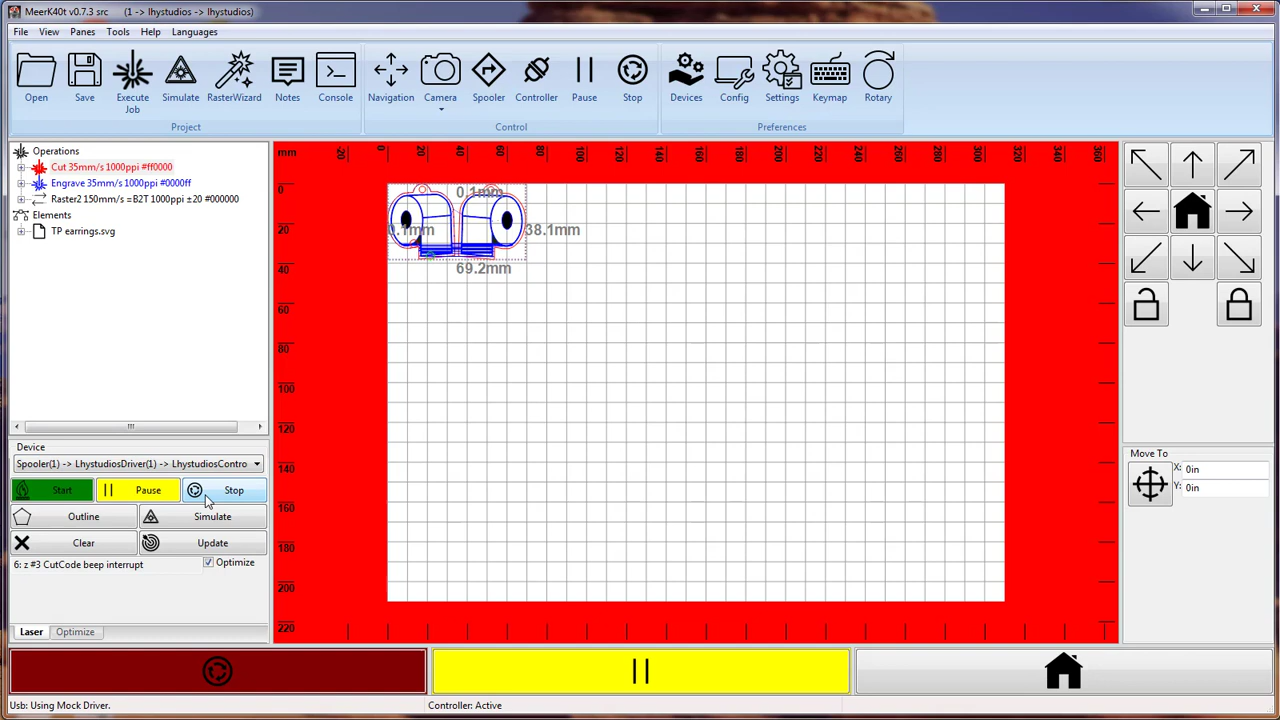 MeerK40t v0.7.3 src    (1 -> lhystudios -> lhystudios)
File View Panes Tools Help Languages
Open Save Execute Job Simulate RasterWizard Notes Console Navigation Camera Spooler Controller Pause Stop Devices Config Settings Keymap Rotary
Project Control Preferences
Operations
Cut 35mm/s 1000ppi #ff0000
Engrave 35mm/s 1000ppi #0000ff
Raster2 150mm/s =B2T 1000ppi ±20 #000000
Elements
TP earrings.svg
mm -20 0 20 40 60 80 100 120 140 160 180 200 220 240 260 280 300 320 340 360
0
20
40
60
80
100
120
140
160
180
200
220
0.1mm
0.1mm 38.1mm
69.2mm
Device
Spooler(1) -> LhystudiosDriver(1) -> LhystudiosContro
Start Pause Stop
Outline Simulate
Clear Update
6: z #3 CutCode beep interrupt Optimize
Laser Optimize
Move To
X: 0in
Y: 0in
Usb: Using Mock Driver. Controller: Active